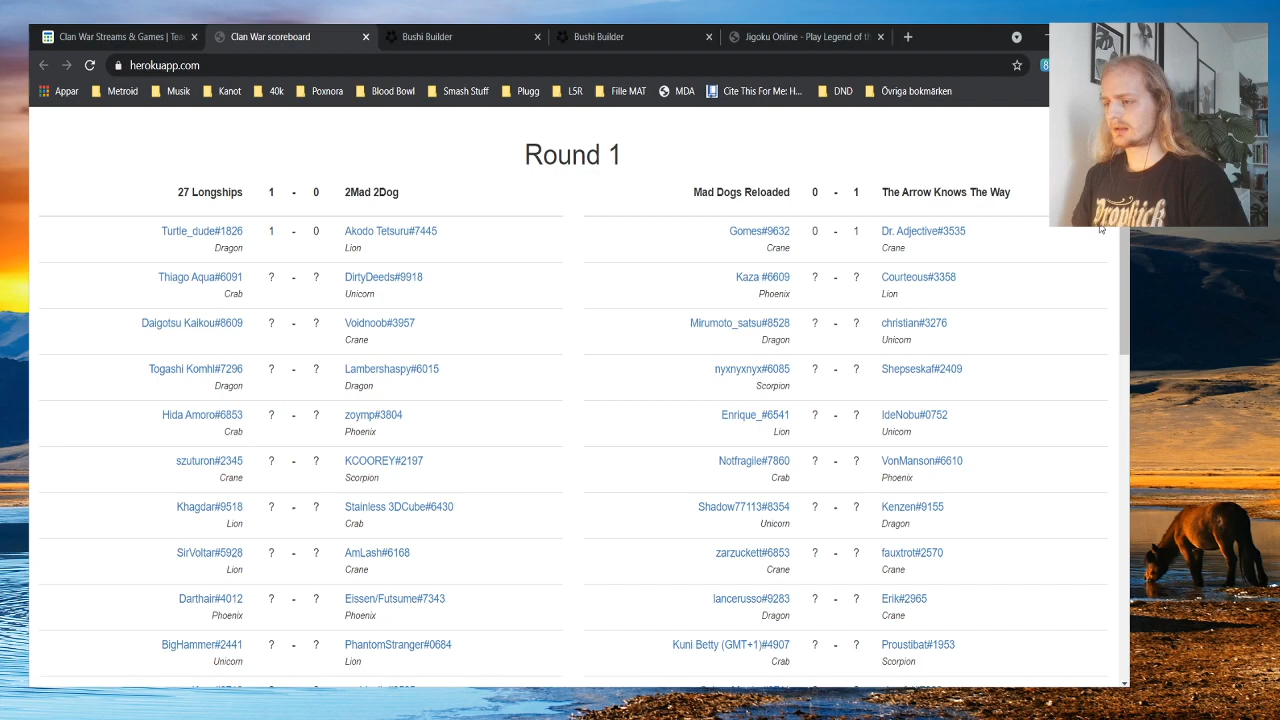 Clan War Streams & Games | Tea
Clan War scoreboard
Bushi Builder
Bushi Builder
Jigoku Online - Play Legend of th
herokuapp.com
Appar
Metroid
Musik
Kanot
40k
Poxnora
Blood Bowl
Smash Stuff
Plugg
L5R
Fille MAT
MDA
Cite This For Me: H...
DND
Övriga bokmärken
Dropkick
Round 1
27 Longships 1 - 0 2Mad 2Dog
Turtle_dude#1826 1 - 0 Akodo Tetsuru#7445
Dragon Lion
Thiago Aqua#6091 ? - ? DirtyDeeds#9918
Crab Unicorn
Daigotsu Kaikou#8609 ? - ? Voidnoob#3957
Crane
Togashi Komhl#7296 ? - ? Lambershaspy#6015
Dragon Dragon
Hida Amoro#6853 ? - ? zoymp#3804
Crab Phoenix
szuturon#2345 ? - ? KCOOREY#2197
Crane Scorpion
Khagdar#9518 ? - ? Stainless 3DCube#6430
Lion Crab
SirVoltar#5928 ? - ? AmLash#6168
Lion Crane
Darthair#4012 ? - ? Eissen/Futsume#7343
Phoenix Phoenix
BigHammer#2441 ? - ? PhantomStranger#0684
Unicorn Lion
Mad Dogs Reloaded 0 - 1 The Arrow Knows The Way
Gomes#9632 0 - 1 Dr. Adjective#3535
Crane Crane
Kaza #6609 ? - ? Courteous#3358
Phoenix Lion
Mirumoto_satsu#8528 ? - ? christian#3276
Dragon Unicorn
nyxnyxnyx#6085 ? - ? Shepseskaf#2409
Scorpion
Enrique_#6541 ? - ? IdeNobu#0752
Lion Unicorn
Notfragile#7860 ? - ? VonManson#6610
Crab Phoenix
Shadow77113#8354 ? - ? Kenzen#9155
Unicorn Dragon
zarzuckett#6853 ? - ? fauxtrot#2570
Crane Crane
lancerusso#9283 ? - ? Erik#2965
Dragon Crane
Kuni Betty (GMT+1)#4907 ? - ? Proustibat#1953
Crab Scorpion